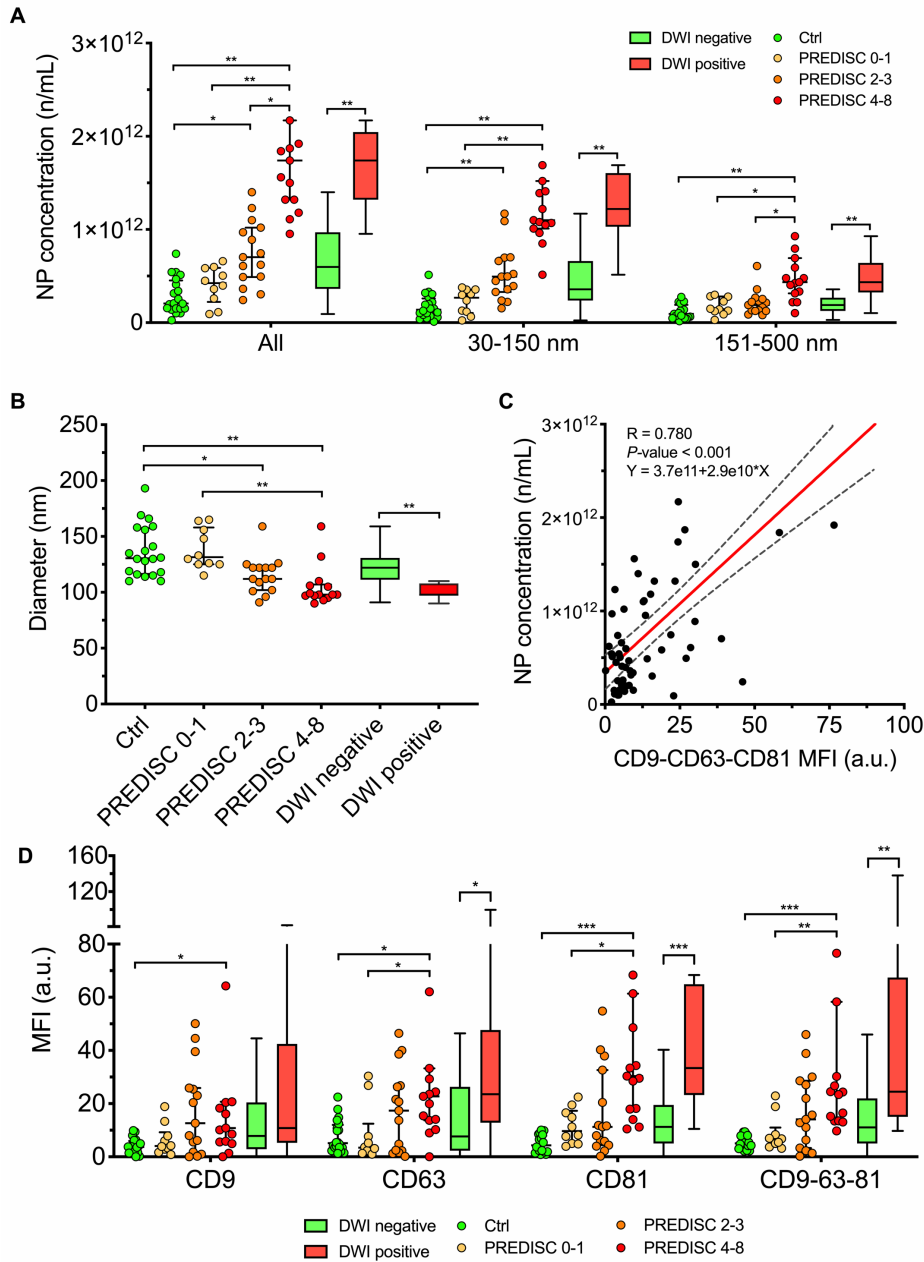 A
NP concentration (n/mL)
3×10¹²
2×10¹²
1×10¹²
0
** ** * * **
** ** ** **
** * * **
All 30-150 nm 151-500 nm
DWI negative
DWI positive
Ctrl
PREDISC 0-1
PREDISC 2-3
PREDISC 4-8
B
Diameter (nm)
250
200
150
100
50
0
**
*
**
**
Ctrl
PREDISC 0-1
PREDISC 2-3
PREDISC 4-8
DWI negative
DWI positive
C
NP concentration (n/mL)
3×10¹²
2×10¹²
1×10¹²
0
R = 0.780
P-value < 0.001
Y = 3.7e11+2.9e10*X
0 25 50 75 100
CD9-CD63-CD81 MFI (a.u.)
D
MFI (a.u.)
160
120
80
60
40
20
0
*
* * *
*** * ***
*** ** **
CD9 CD63 CD81 CD9-63-81
DWI negative
DWI positive
Ctrl
PREDISC 0-1
PREDISC 2-3
PREDISC 4-8